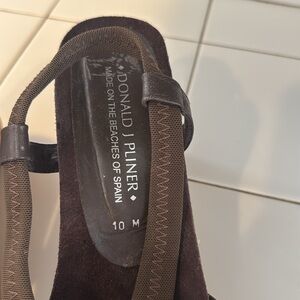 ◆ DONALD J PLINER ◆
MADE ON THE BEACHES OF SPAIN
10 M